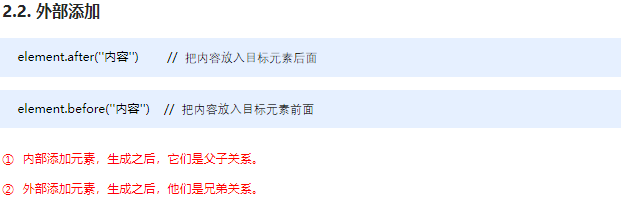 2.2. 外部添加
element.after(''内容'') // 把内容放入目标元素后面
element.before(''内容'') // 把内容放入目标元素前面
① 内部添加元素，生成之后，它们是父子关系。
② 外部添加元素，生成之后，他们是兄弟关系。